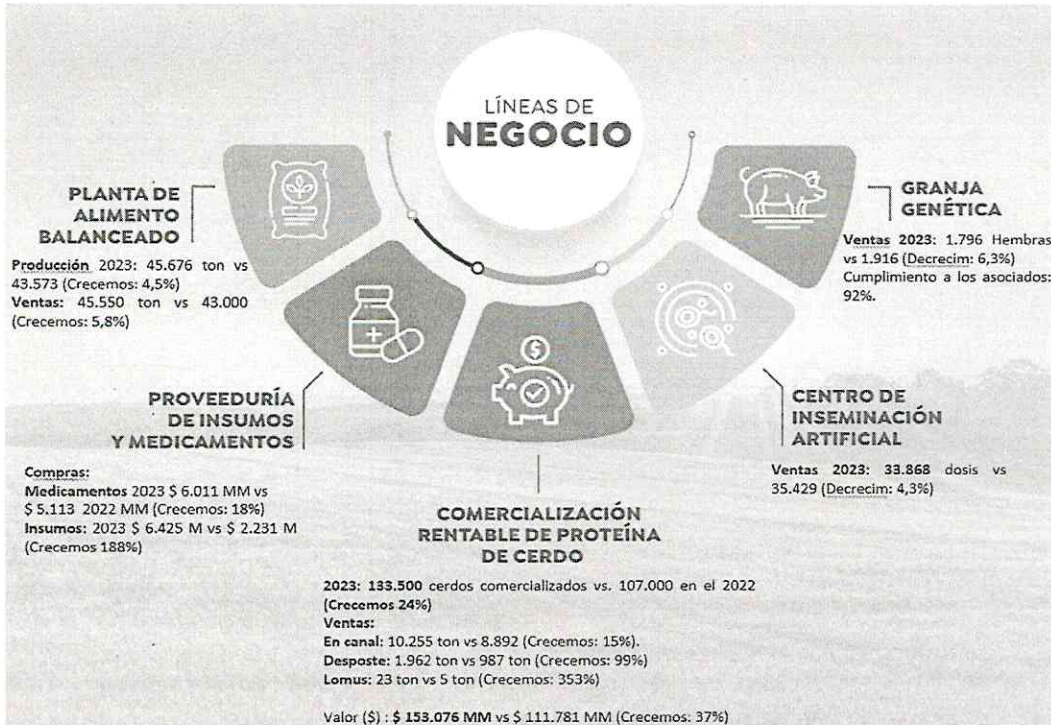 LÍNEAS DE
NEGOCIO
PLANTA DE
ALIMENTO
BALANCEADO
Producción 2023: 45.676 ton vs
43.573 (Crecemos: 4,5%)
Ventas: 45.550 ton vs 43.000
(Crecemos: 5,8%)
PROVEEDURÍA
DE INSUMOS
Y MEDICAMENTOS
Compras:
Medicamentos 2023 $ 6.011 MM vs
$ 5.113 2022 MM (Crecemos: 18%)
Insumos: 2023 $ 6.425 M vs $ 2.231 M
(Crecemos 188%)
COMERCIALIZACIÓN
RENTABLE DE PROTEÍNA
DE CERDO
2023: 133.500 cerdos comercializados vs. 107.000 en el 2022
(Crecemos 24%)
Ventas:
En canal: 10.255 ton vs 8.892 (Crecemos: 15%).
Desposte: 1.962 ton vs 987 ton (Crecemos: 99%)
Lomus: 23 ton vs 5 ton (Crecemos: 353%)
Valor ($) : $ 153.076 MM vs $ 111.781 MM (Crecemos: 37%)
CENTRO DE
INSEMINACIÓN
ARTIFICIAL
Ventas 2023: 33.868 dosis vs
35.429 (Decrecim: 4,3%)
GRANJA
GENÉTICA
Ventas 2023: 1.796 Hembras
vs 1.916 (Decrecim: 6,3%)
Cumplimiento a los asociados:
92%.